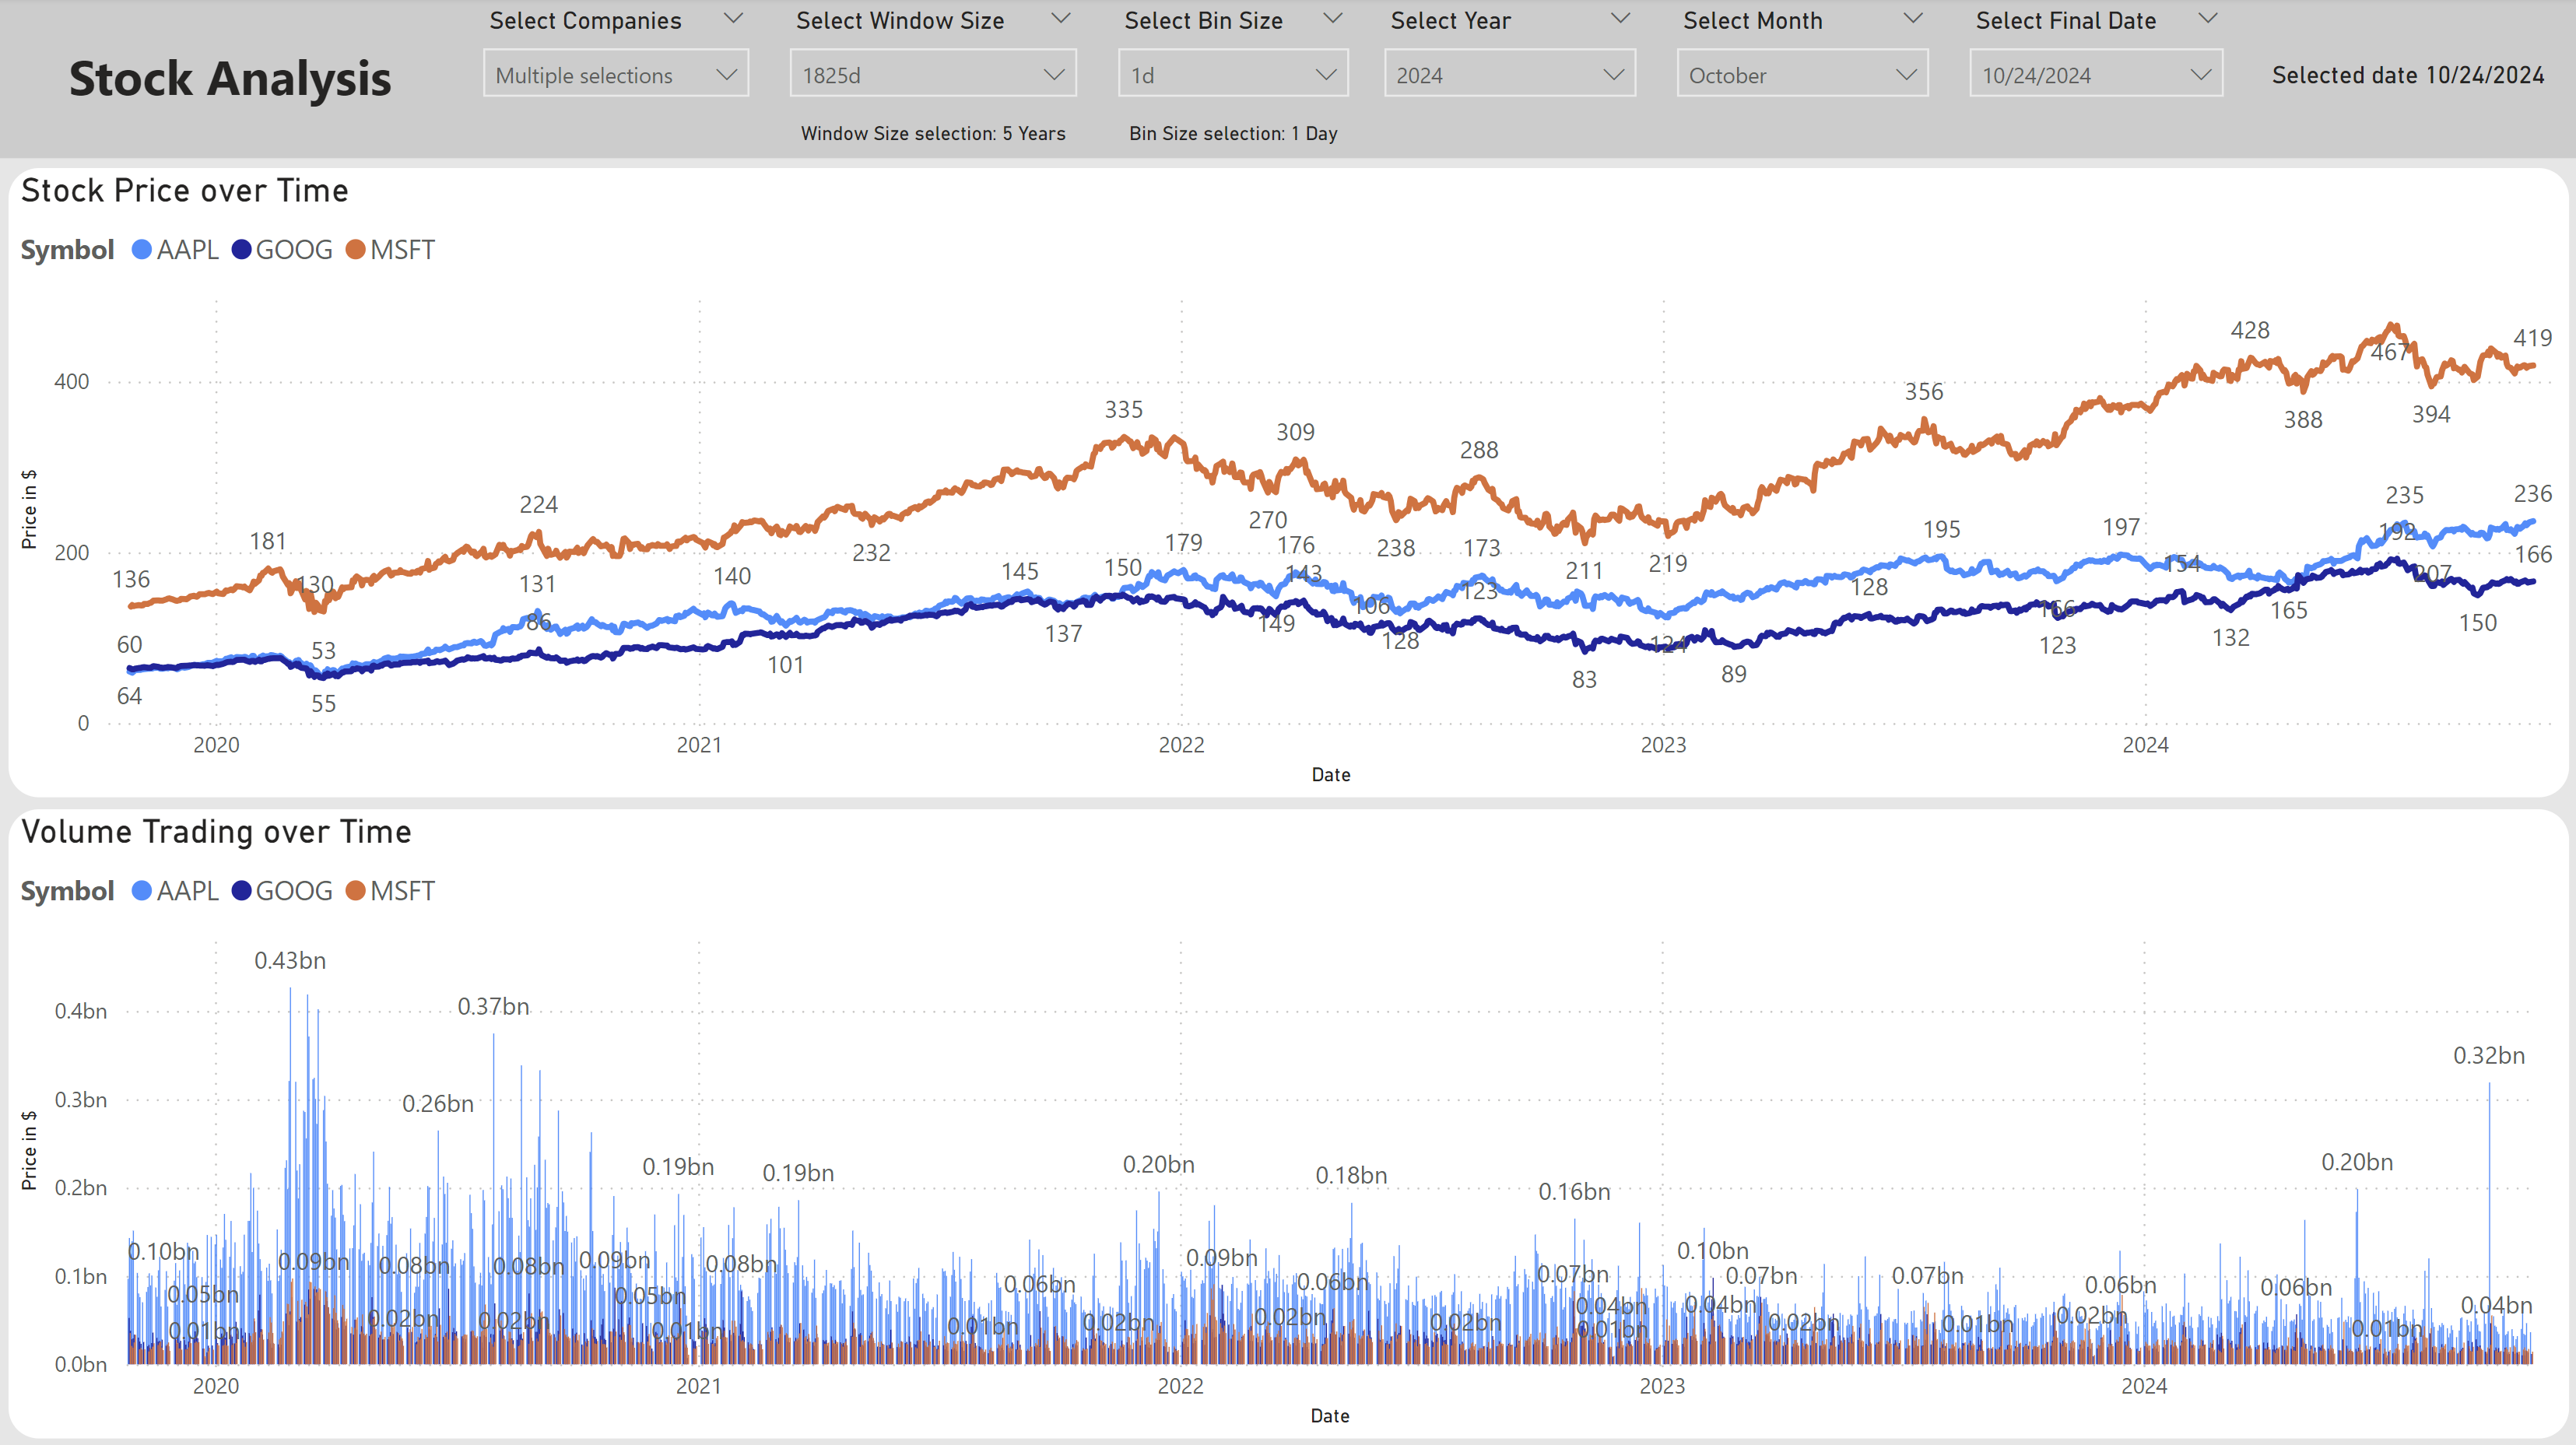 Stock Analysis
Select Companies
Multiple selections
Select Window Size
1825d
Window Size selection: 5 Years
Select Bin Size
1d
Bin Size selection: 1 Day
Select Year
2024
Select Month
October
Select Final Date
10/24/2024
Selected date 10/24/2024
Stock Price over Time
Symbol AAPL GOOG MSFT
Price in $
400
200
0
136
60
64
181
130
53
55
224
131
86
140
101
232
145
137
150
335
179
270
149
309
176
143
106
238
128
288
173
123
211
83
219
124
89
128
356
195
166
123
197
154
132
428
165
388
467
235
192
207
394
150
419
236
166
2020 2021 2022 2023 2024
Date
Volume Trading over Time
Symbol AAPL GOOG MSFT
Price in $
0.4bn
0.3bn
0.2bn
0.1bn
0.0bn
0.43bn
0.37bn
0.32bn
0.26bn
0.19bn 0.19bn 0.20bn 0.18bn 0.16bn 0.20bn
0.10bn 0.09bn 0.08bn 0.08bn 0.09bn 0.08bn 0.06bn 0.09bn 0.06bn 0.07bn 0.10bn 0.07bn 0.07bn 0.06bn 0.06bn
0.05bn 0.05bn 0.04bn 0.04bn 0.04bn
0.01bn 0.02bn 0.02bn 0.01bn 0.01bn 0.02bn 0.02bn 0.02bn 0.01bn 0.02bn 0.01bn 0.02bn 0.01bn
2020 2021 2022 2023 2024
Date